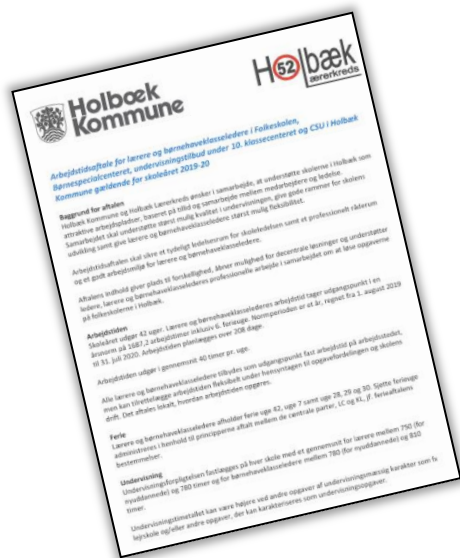 Holbæk
Kommune
H 52 lbæk
Lærerkreds
Arbejdstidsaftale for lærere og børnehaveklasseledere i Folkeskolen,
Børnespecialcenteret, undervisningstilbud under 10. klassecenteret og CSU i Holbæk
Kommune gældende for skoleåret 2019-20
Baggrund for aftalen
Holbæk Kommune og Holbæk Lærerkreds ønsker i samarbejde, at understøtte skolerne i Holbæk som
attraktive arbejdspladser, baseret på tillid og samarbejde mellem medarbejdere og ledelse.
Samarbejdet skal understøtte størst mulig kvalitet i undervisningen, give gode rammer for skolens
udvikling samt give lærere og børnehaveklasseledere størst mulig fleksibilitet.
Arbejdstidsaftalen skal sikre et tydeligt ledelsesrum for skoleledelsen samt et professionelt råderum
og et godt arbejdsmiljø for lærere og børnehaveklasseledere.
Aftalens indhold giver plads til forskellighed, åbner mulighed for decentrale løsninger og understøtter
ledere, lærere og børnehaveklasselederes professionelle arbejde i samarbejdet om at løse opgaverne
på folkeskolerne i Holbæk.
Arbejdstiden
Skoleåret udgør 42 uger. Lærere og børnehaveklasselederes arbejdstid tager udgangspunkt i en
årsnorm på 1687,2 arbejdstimer inklusiv 6. ferieuge. Normperioden er et år, regnet fra 1. august 2019
til 31. juli 2020. Arbejdstiden planlægges over 208 dage.
Arbejdstiden udgør i gennemsnit 40 timer pr. uge.
Alle lærere og børnehaveklasseledere tilbydes som udgangspunkt fast arbejdstid på arbejdsstedet,
men kan tilrettelægge arbejdstiden fleksibelt under hensyntagen til opgavefordelingen og skolens
drift. Det aftales lokalt, hvordan arbejdstiden opgøres.
Ferie
Lærere og børnehaveklasseledere afholder ferie uge 42, uge 7 samt uge 28, 29 og 30. Sjette ferieuge
administreres i henhold til principperne aftalt mellem de centrale parter, LC og KL, jf. ferieaftalens
bestemmelser.
Undervisning
Undervisningsforpligtelsen fastlægges på hver skole med et gennemsnit for lærere mellem 750 (for
nyuddannede) og 780 timer og for børnehaveklasseledere mellem 780 (for nyuddannede) og 810
timer.
Undervisningstimetallet kan være højere ved andre opgaver af undervisningsmæssig karakter som fx
lejrskole og/eller andre opgaver, der kan karakteriseres som undervisningsopgaver.